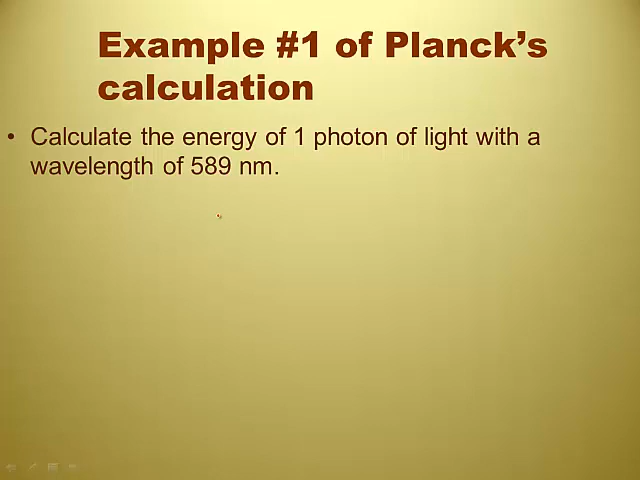 Example #1 of Planck’s
calculation
• Calculate the energy of 1 photon of light with a
wavelength of 589 nm.